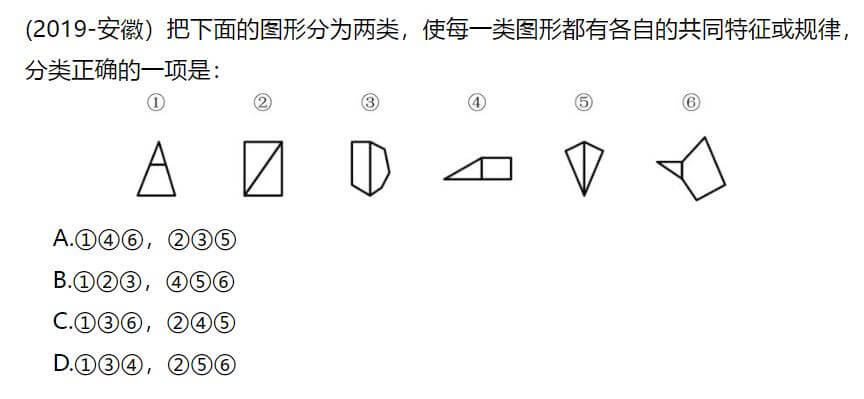 (2019-安徽）把下面的图形分为两类，使每一类图形都有各自的共同特征或规律，
分类正确的一项是：
① ② ③ ④ ⑤ ⑥
A.①④⑥，②③⑤
B.①②③，④⑤⑥
C.①③⑥，②④⑤
D.①③④，②⑤⑥